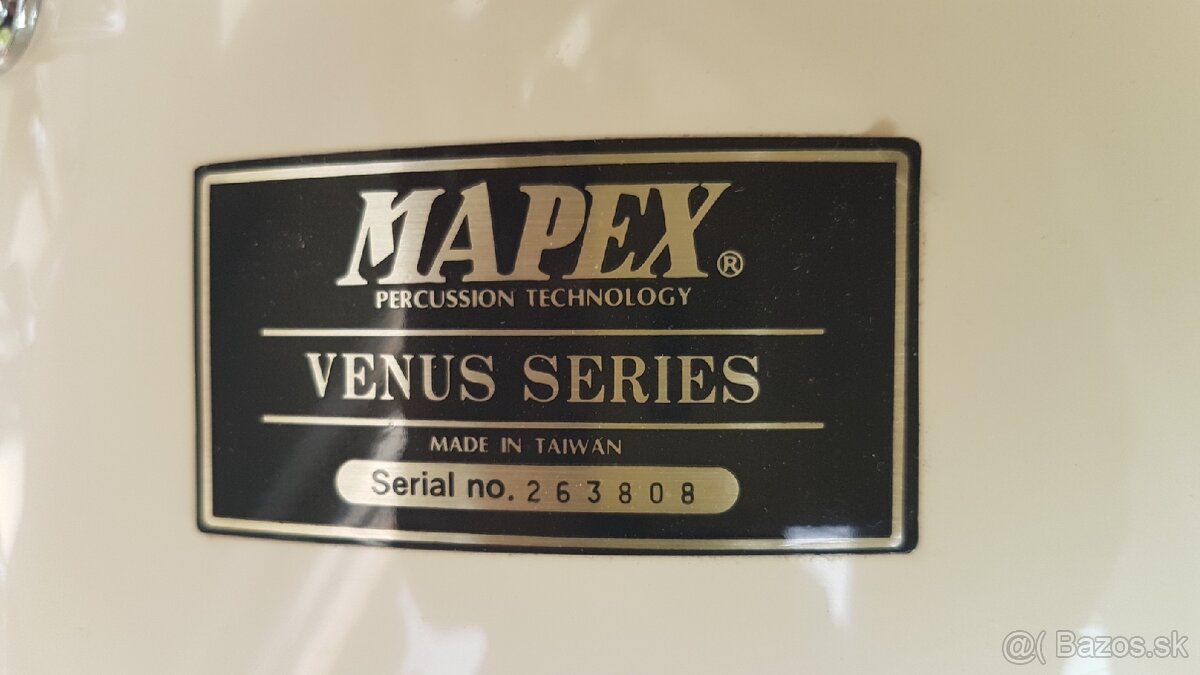 MAPEX®
PERCUSSION TECHNOLOGY
VENUS SERIES
MADE IN TAIWAN
Serial no. 263808
@( Bazos.sk